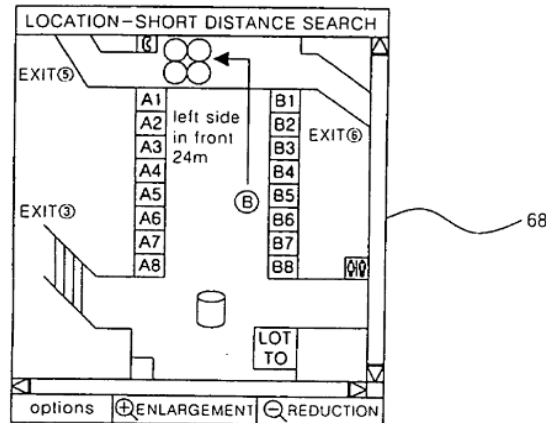 LOCATION-SHORT DISTANCE SEARCH
EXIT⑤
A1
B1
A2
left side
B2
in front
EXIT⑥
A3
24m
B3
A4
B4
A5
Ⓑ
B5
EXIT③
A6
B6
68
A7
B7
A8
B8
LOT
TO
options
⊕ENLARGEMENT
⊖REDUCTION